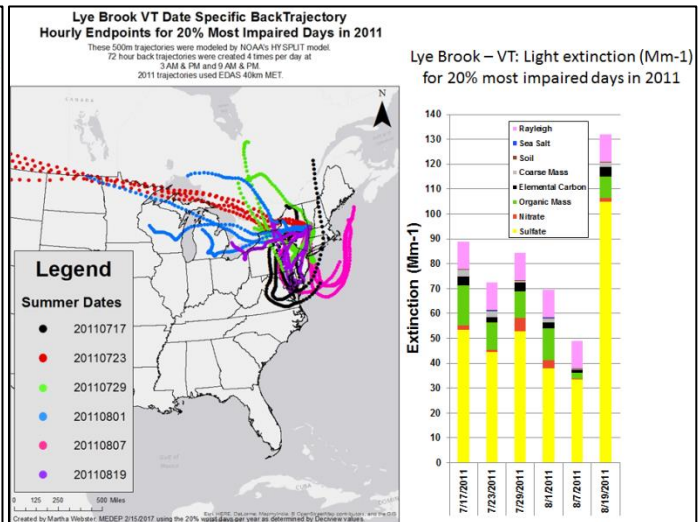 Lye Brook VT Date Specific BackTrajectory
Hourly Endpoints for 20% Most Impaired Days in 2011
These 500m trajectories were modeled by NOAA's HYSPLIT model.
72 hour back trajectories were created 4 times per day at
3 AM & PM and 9 AM & PM.
2011 trajectories used EDAS 40km MET.
N
CANADA
Legend
Summer Dates
20110717
20110723
20110729
20110801
20110807
20110819
0 125 250 500 Miles
Gulf of
CUBA
Created by Martha Webster: MEDEP 2/15/2017 using the 20% worst days per year as determined by Deciview values.
Lye Brook – VT: Light extinction (Mm-1)
for 20% most impaired days in 2011
Extinction (Mm-1)
140
130
120
110
100
90
80
70
60
50
40
30
20
10
0
Rayleigh
Sea Salt
Soil
Coarse Mass
Elemental Carbon
Organic Mass
Nitrate
Sulfate
7/17/2011
7/23/2011
7/29/2011
8/1/2011
8/7/2011
8/19/2011